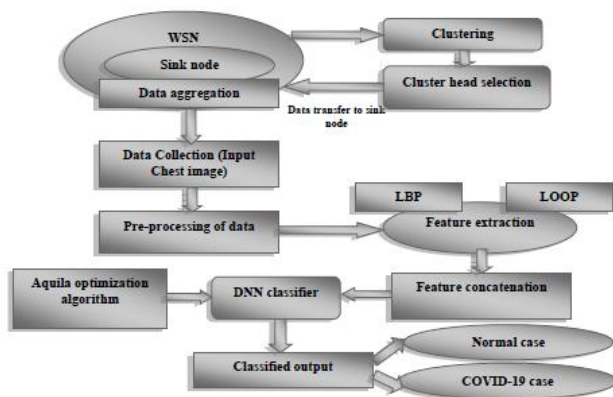 WSN
Clustering
Sink node
Cluster head selection
Data aggregation
Data transfer to sink
node
Data Collection (Input
Chest image)
LBP
LOOP
Pre-processing of data
Feature extraction
Aquila optimization
algorithm
DNN classifier
Feature concatenation
Normal case
Classified output
COVID-19 case